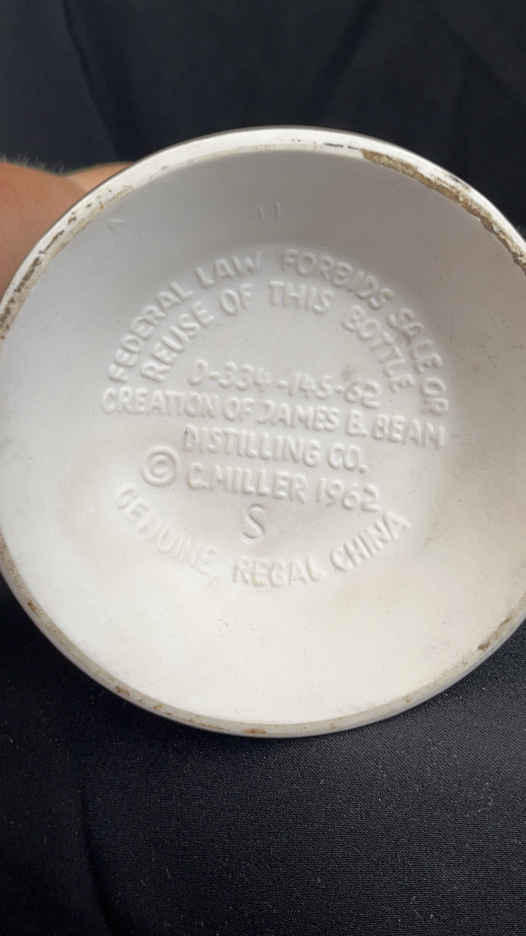 FEDERAL LAW FORBIDS SALE OR
REUSE OF THIS BOTTLE
D-334-145-62
CREATION OF JAMES B. BEAM
DISTILLING CO.
© C.MILLER 1962
S
GENUINE REGAL CHINA